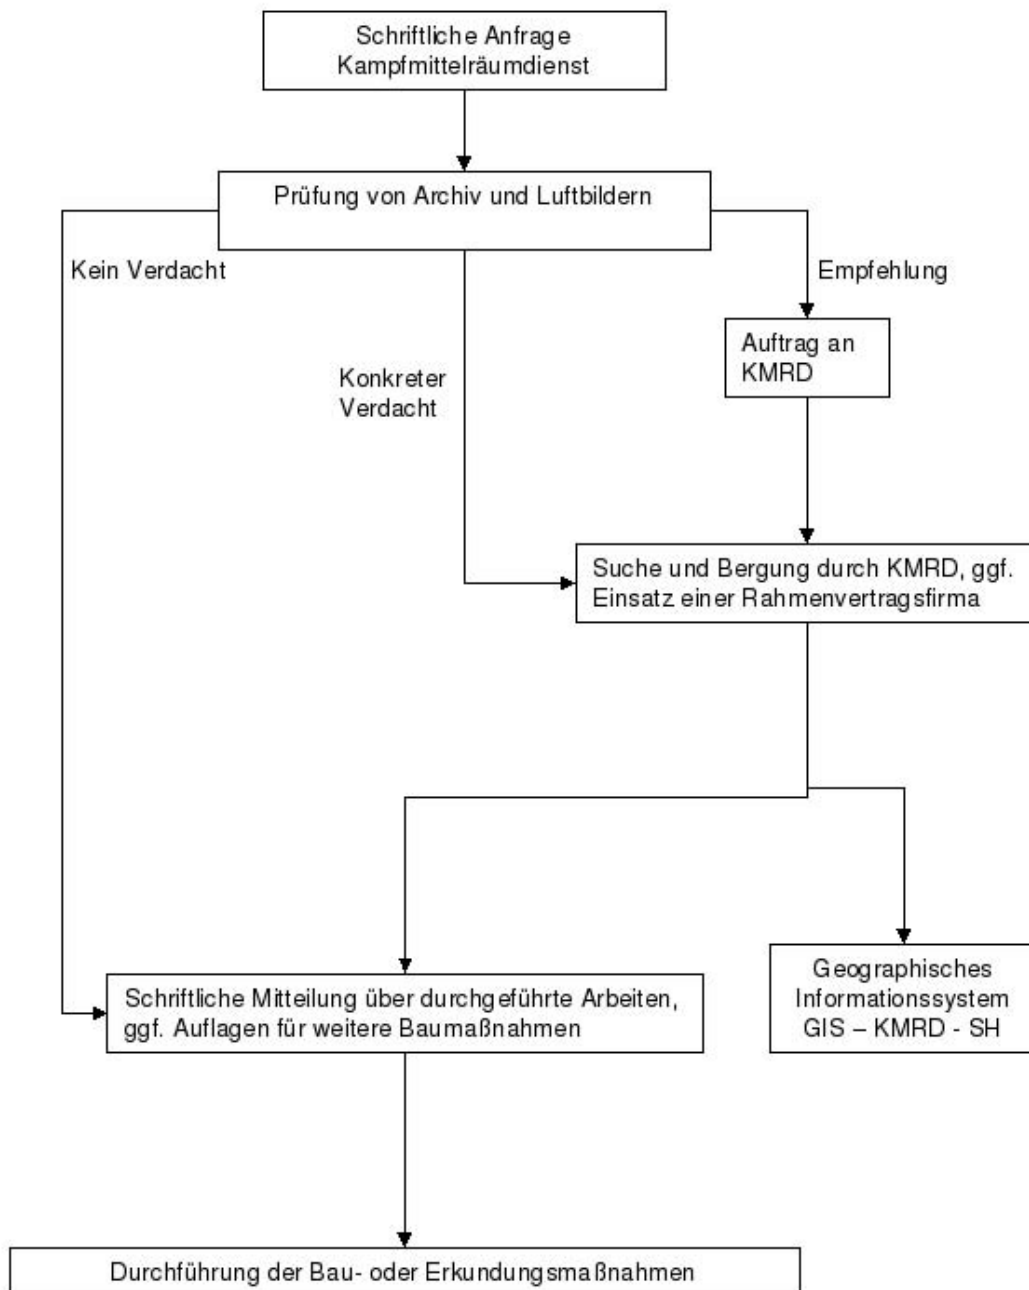 Schriftliche Anfrage
Kampfmittelräumdienst
Prüfung von Archiv und Luftbildern
Kein Verdacht
Empfehlung
Auftrag an
KMRD
Konkreter
Verdacht
Suche und Bergung durch KMRD, ggf.
Einsatz einer Rahmenvertragsfirma
Geographisches
Informationssystem
GIS – KMRD - SH
Schriftliche Mitteilung über durchgeführte Arbeiten,
ggf. Auflagen für weitere Baumaßnahmen
Durchführung der Bau- oder Erkundungsmaßnahmen